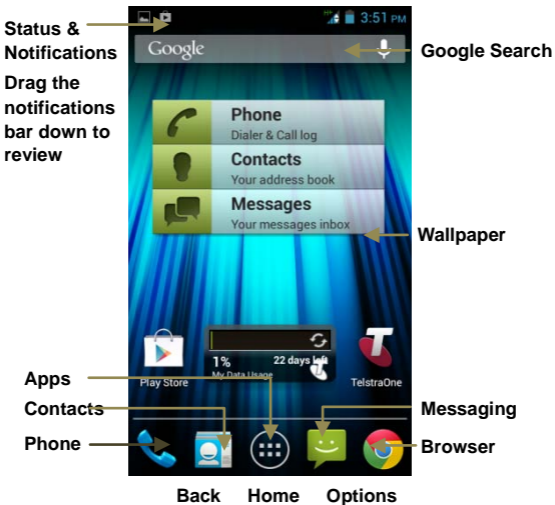 Status &
Notifications
Drag the
notifications
bar down to
review
3:51 PM
Google
Google Search
Phone
Dialer & Call log
Contacts
Your address book
Messages
Your messages inbox
Wallpaper
1%
22 days left
My Data Usage
Play Store
TelstraOne
Apps
Contacts
Phone
Messaging
Browser
Back Home Options